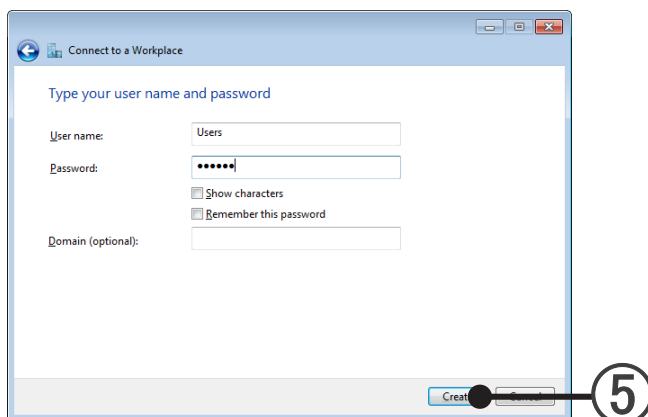 Connect to a Workplace
Type your user name and password
User name: Users
Password: ••••••
Show characters
Remember this password
Domain (optional):
5